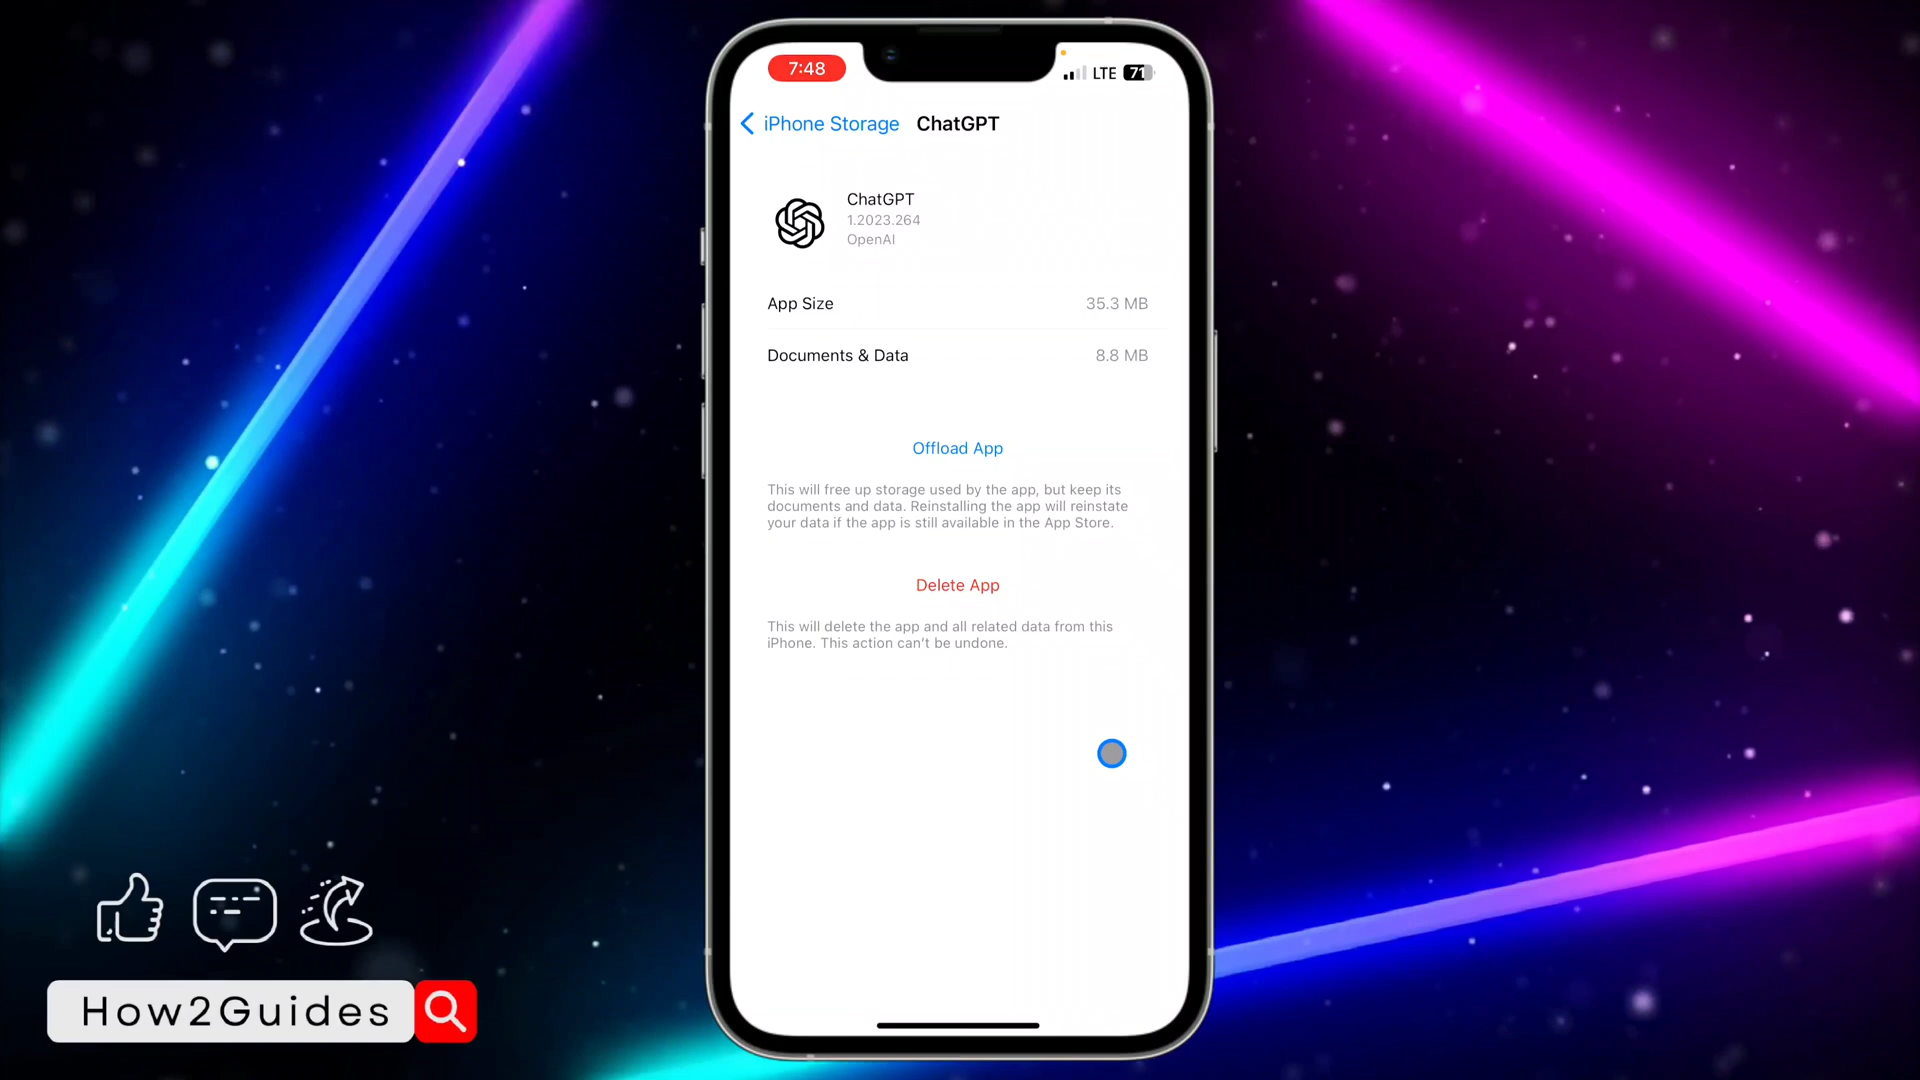 7:48
LTE 71
iPhone Storage ChatGPT
ChatGPT
1.2023.264
OpenAI
App Size 35.3 MB
Documents & Data 8.8 MB
Offload App
This will free up storage used by the app, but keep its
documents and data. Reinstalling the app will reinstate
your data if the app is still available in the App Store.
Delete App
This will delete the app and all related data from this
iPhone. This action can't be undone.
How2Guides